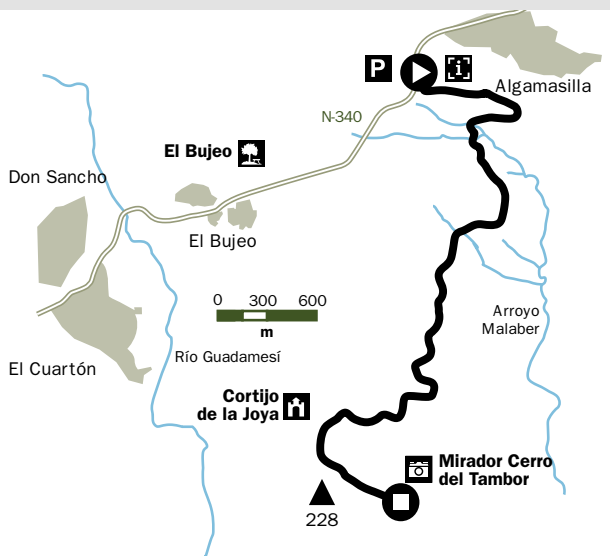 P
i
Algamasilla
N-340
El Bujeo
Don Sancho
El Bujeo
0 300 600
m
Arroyo
Malaber
Río Guadamesí
El Cuartón
Cortijo
de la Joya
Mirador Cerro
del Tambor
228